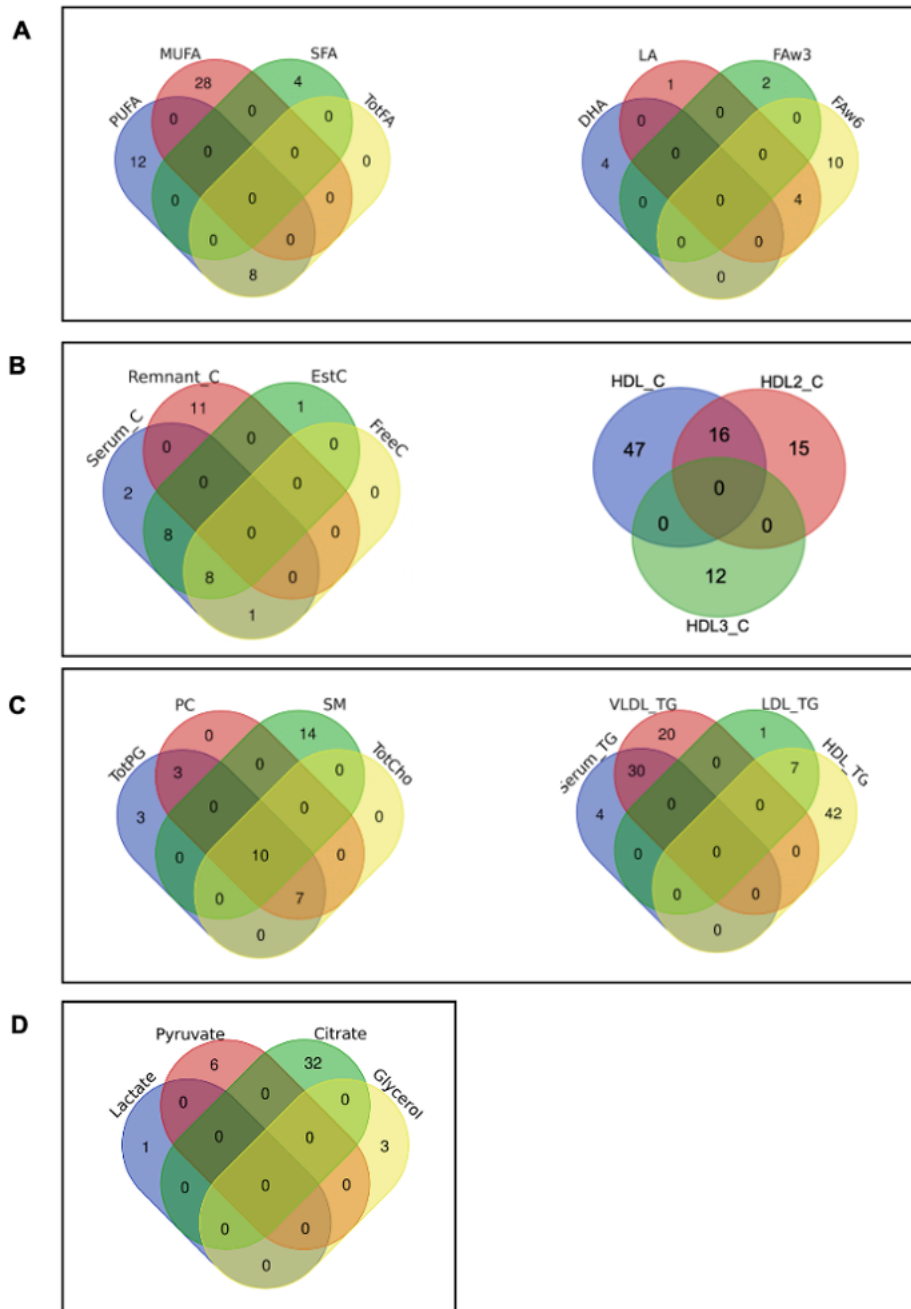 A
MUFA SFA
PUFA TotFA
28 4
0 0 0
12 0 0 0
0 0 0
0 0
8
LA FAw3
DHA FAw6
1 2
0 0 0
4 0 0 10
0 0 4
0 0
0
B
Remnant_C EstC
Serum_C FreeC
11 1
0 0 0
2 0 0 0
8 0 0
8 0
1
HDL_C HDL2_C
47 16 15
0
0 0
12
HDL3_C
C
PC SM
TotPG TotCho
0 14
3 0 0
3 0 0 0
0 10 0
0 7
0
VLDL_TG LDL_TG
Serum_TG HDL_TG
20 1
30 0 7
4 0 0 42
0 0 0
0 0
0
D
Pyruvate Citrate
Lactate Glycerol
6 32
0 0 0
1 0 0 3
0 0 0
0 0
0